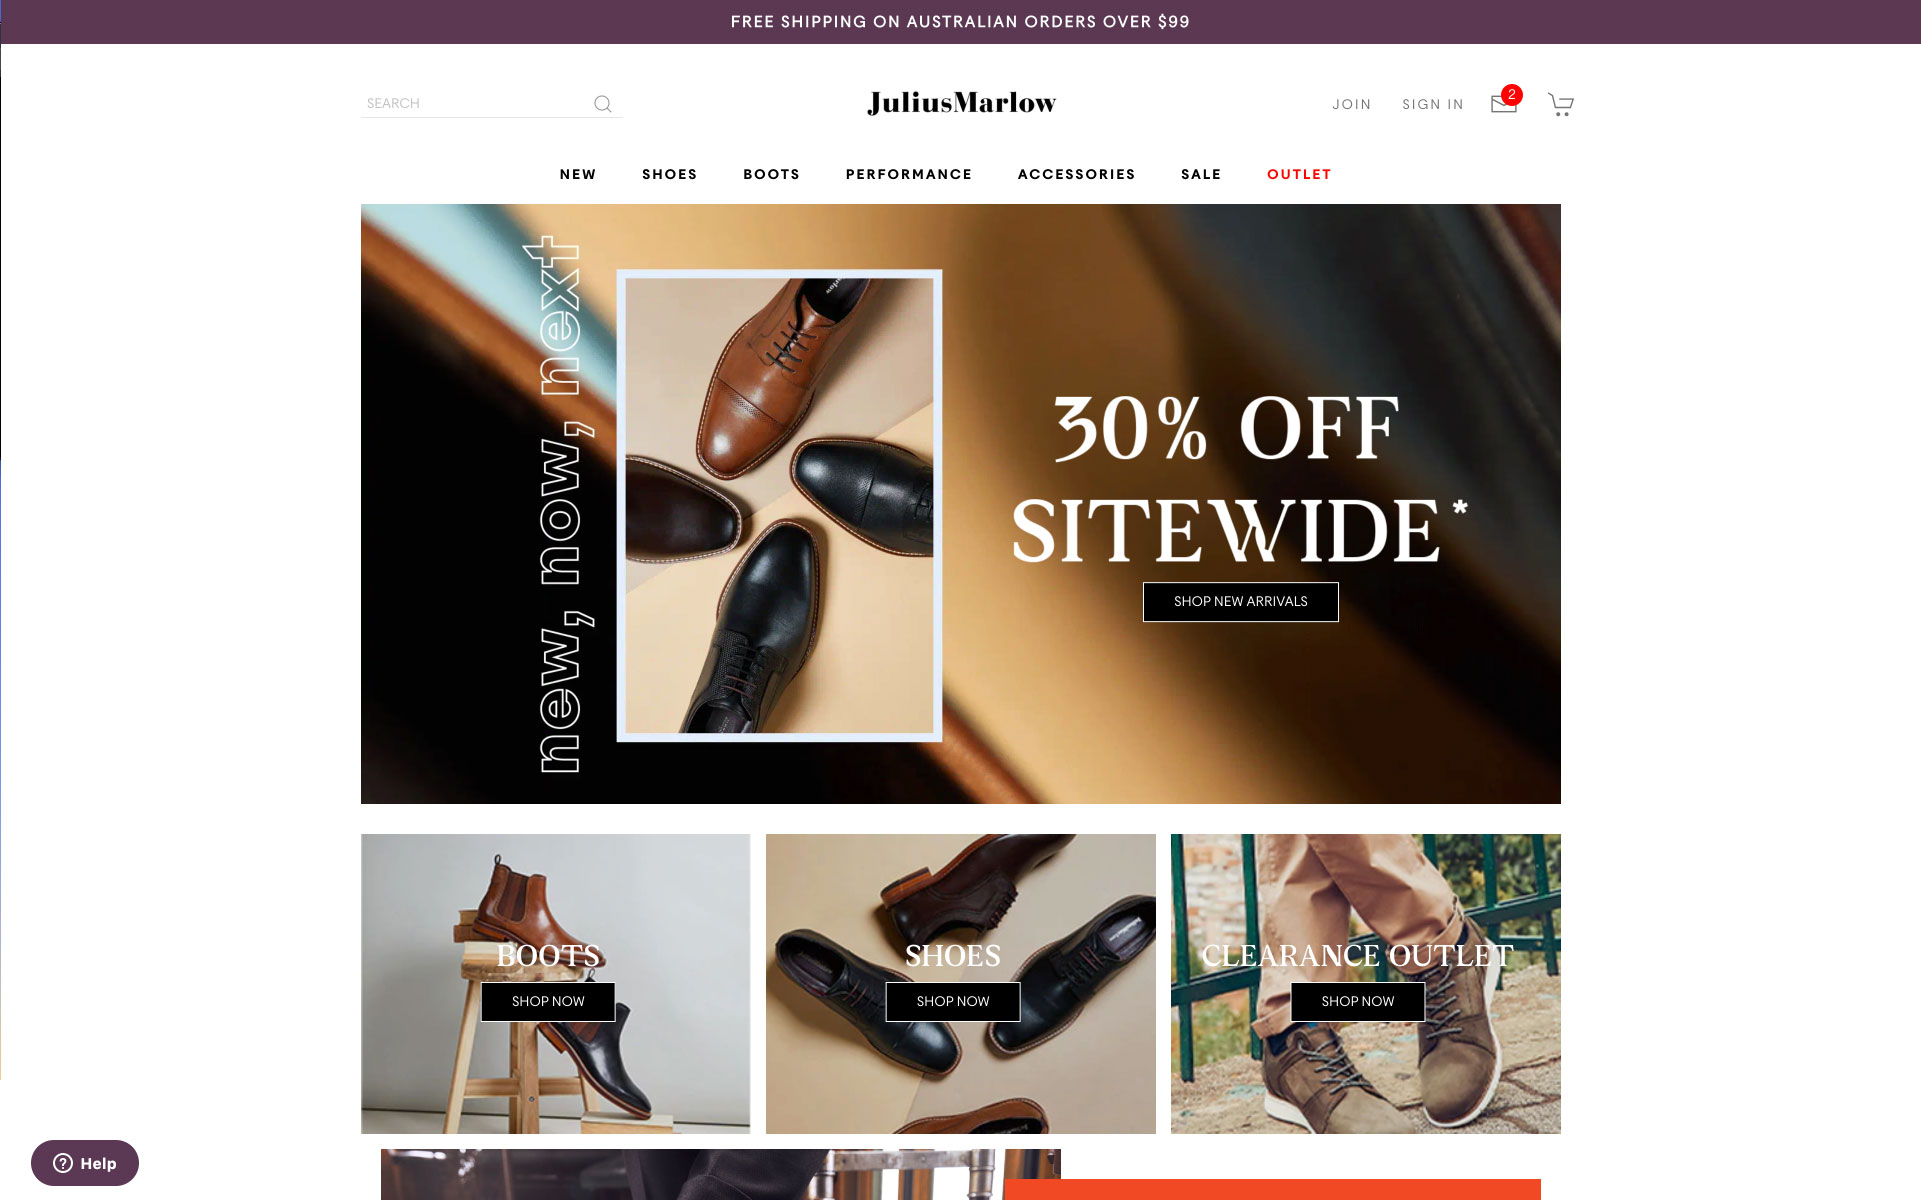 FREE SHIPPING ON AUSTRALIAN ORDERS OVER $99
SEARCH
JuliusMarlow
JOIN
SIGN IN
2
NEW
SHOES
BOOTS
PERFORMANCE
ACCESSORIES
SALE
OUTLET
new, now, next
30% OFF
SITEWIDE*
SHOP NEW ARRIVALS
BOOTS
SHOP NOW
SHOES
SHOP NOW
CLEARANCE OUTLET
SHOP NOW
Help